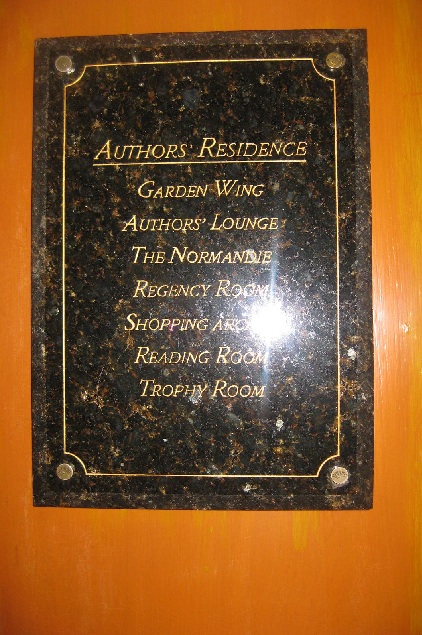 AUTHORS' RESIDENCE
GARDEN WING
AUTHORS' LOUNGE
THE NORMANDIE
REGENCY ROOM
SHOPPING
READING ROOM
TROPHY ROOM